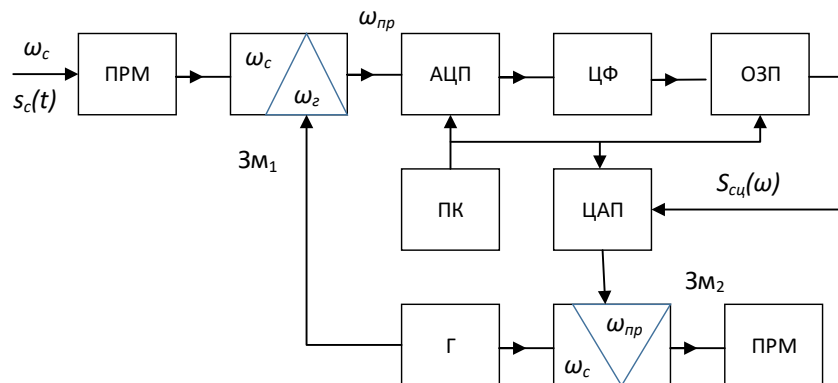 ω_пр
ω_c
s_c(t)
ПРМ
ω_c
ω_г
АЦП
ЦФ
ОЗП
Зм₁
ПК
ЦАП
S_сц(ω)
Зм₂
Г
ω_пр
ω_c
ПРМ